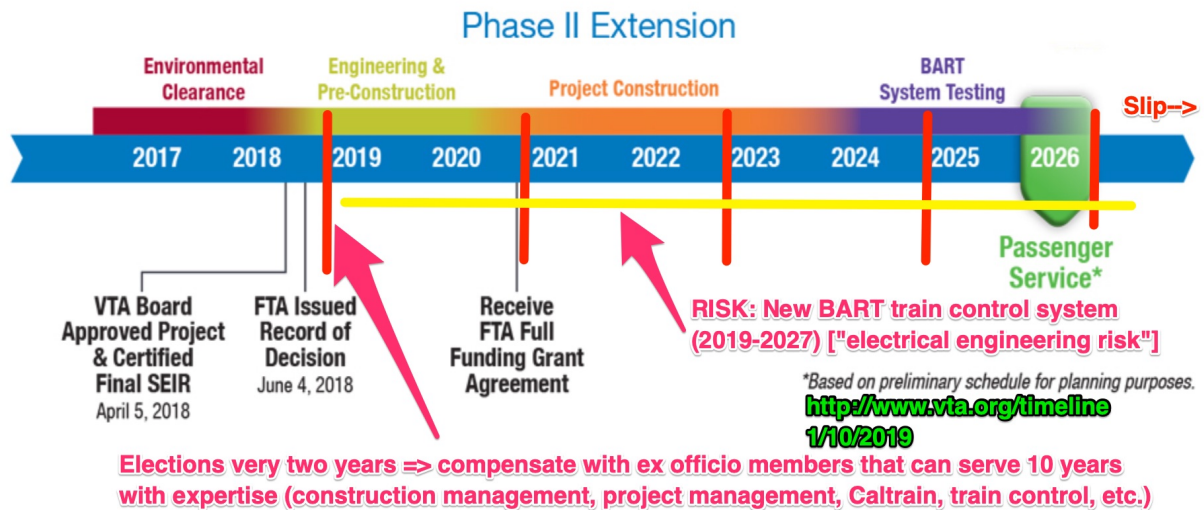 Phase II Extension
Environmental
Clearance
Engineering &
Pre-Construction
Project Construction
BART
System Testing
Slip-->
2017 2018 2019 2020 2021 2022 2023 2024 2025 2026
VTA Board
Approved Project
& Certified
Final SEIR
April 5, 2018
FTA Issued
Record of
Decision
June 4, 2018
Receive
FTA Full
Funding Grant
Agreement
Passenger
Service*
RISK: New BART train control system
(2019-2027) ["electrical engineering risk"]
*Based on preliminary schedule for planning purposes.
http://www.vta.org/timeline
1/10/2019
Elections very two years => compensate with ex officio members that can serve 10 years
with expertise (construction management, project management, Caltrain, train control, etc.)